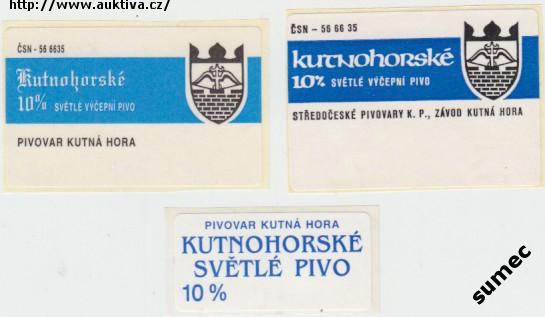 http://www.auktiva.cz/
ČSN - 56 6635
Kutnohorské
10% SVĚTLÉ VÝČEPNÍ PIVO
PIVOVAR KUTNÁ HORA
ČSN - 56 66 35
kutnohorské
10% SVĚTLÉ VÝČEPNÍ PIVO
STŘEDOČESKÉ PIVOVARY K. P., ZÁVOD KUTNÁ HORA
PIVOVAR KUTNÁ HORA
KUTNOHORSKÉ
SVĚTLÉ PIVO
10 %
sumec